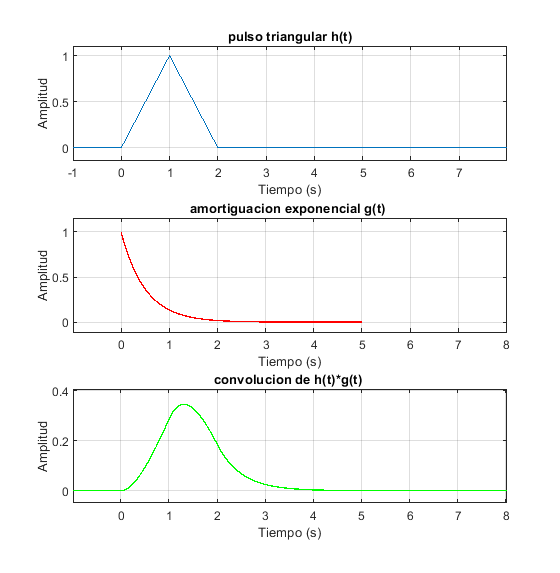 pulso triangular h(t)
Amplitud
1
0.5
0
-1 0 1 2 3 4 5 6 7
Tiempo (s)
amortiguacion exponencial g(t)
Amplitud
1
0.5
0
0 1 2 3 4 5 6 7 8
Tiempo (s)
convolucion de h(t)*g(t)
Amplitud
0.4
0.2
0
0 1 2 3 4 5 6 7 8
Tiempo (s)